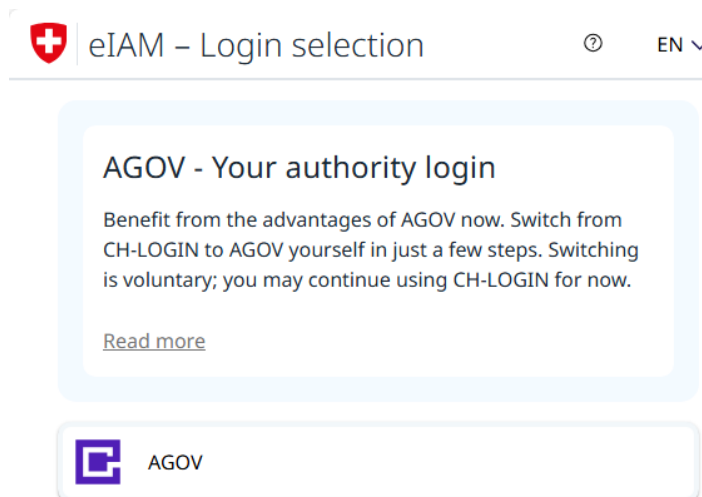 eIAM – Login selection
EN
AGOV - Your authority login
Benefit from the advantages of AGOV now. Switch from
CH-LOGIN to AGOV yourself in just a few steps. Switching
is voluntary; you may continue using CH-LOGIN for now.
Read more
AGOV